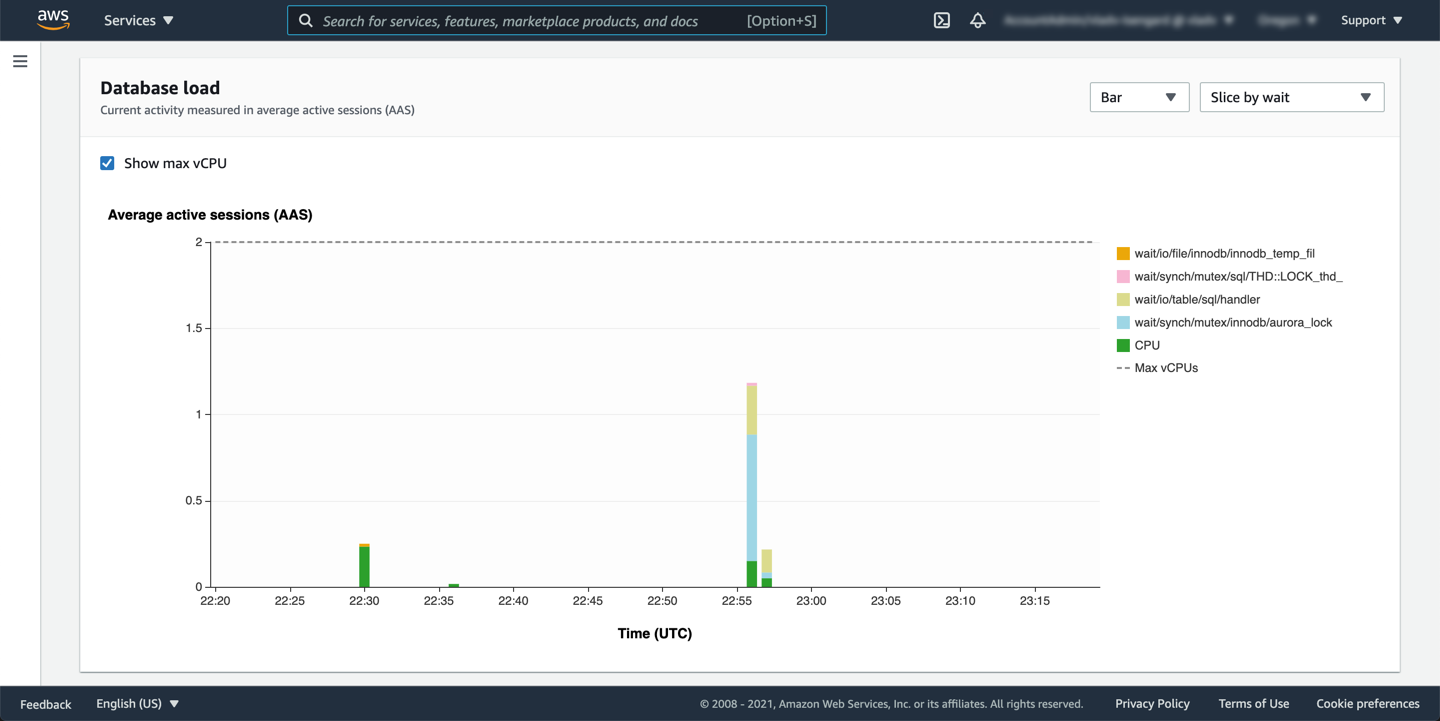 aws
Services
Search for services, features, marketplace products, and docs [Option+S]
Support
Database load
Current activity measured in average active sessions (AAS)
Bar
Slice by wait
Show max vCPU
Average active sessions (AAS)
2
1.5
1
0.5
0
22:20 22:25 22:30 22:35 22:40 22:45 22:50 22:55 23:00 23:05 23:10 23:15
Time (UTC)
wait/io/file/innodb/innodb_temp_fil
wait/synch/mutex/sql/THD::LOCK_thd_
wait/io/table/sql/handler
wait/synch/mutex/innodb/aurora_lock
CPU
Max vCPUs
Feedback
English (US)
© 2008 - 2021, Amazon Web Services, Inc. or its affiliates. All rights reserved.
Privacy Policy
Terms of Use
Cookie preferences